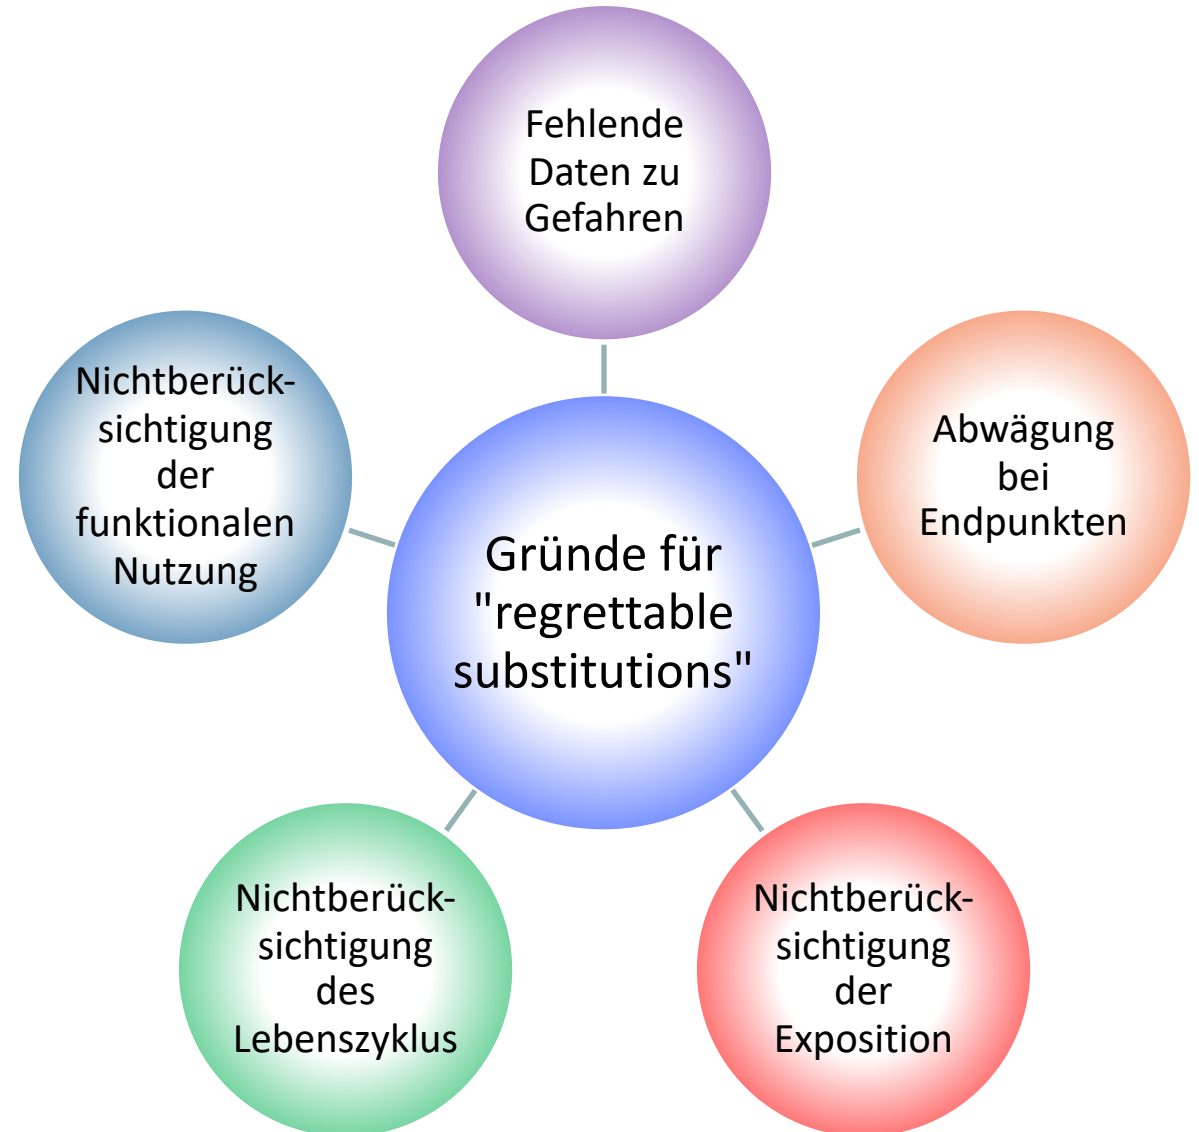 Fehlende
Daten zu
Gefahren
Nichtberück-
sichtigung
der
funktionalen
Nutzung
Abwägung
bei
Endpunkten
Gründe für
"regrettable
substitutions"
Nichtberück-
sichtigung
des
Lebenszyklus
Nichtberück-
sichtigung
der
Exposition